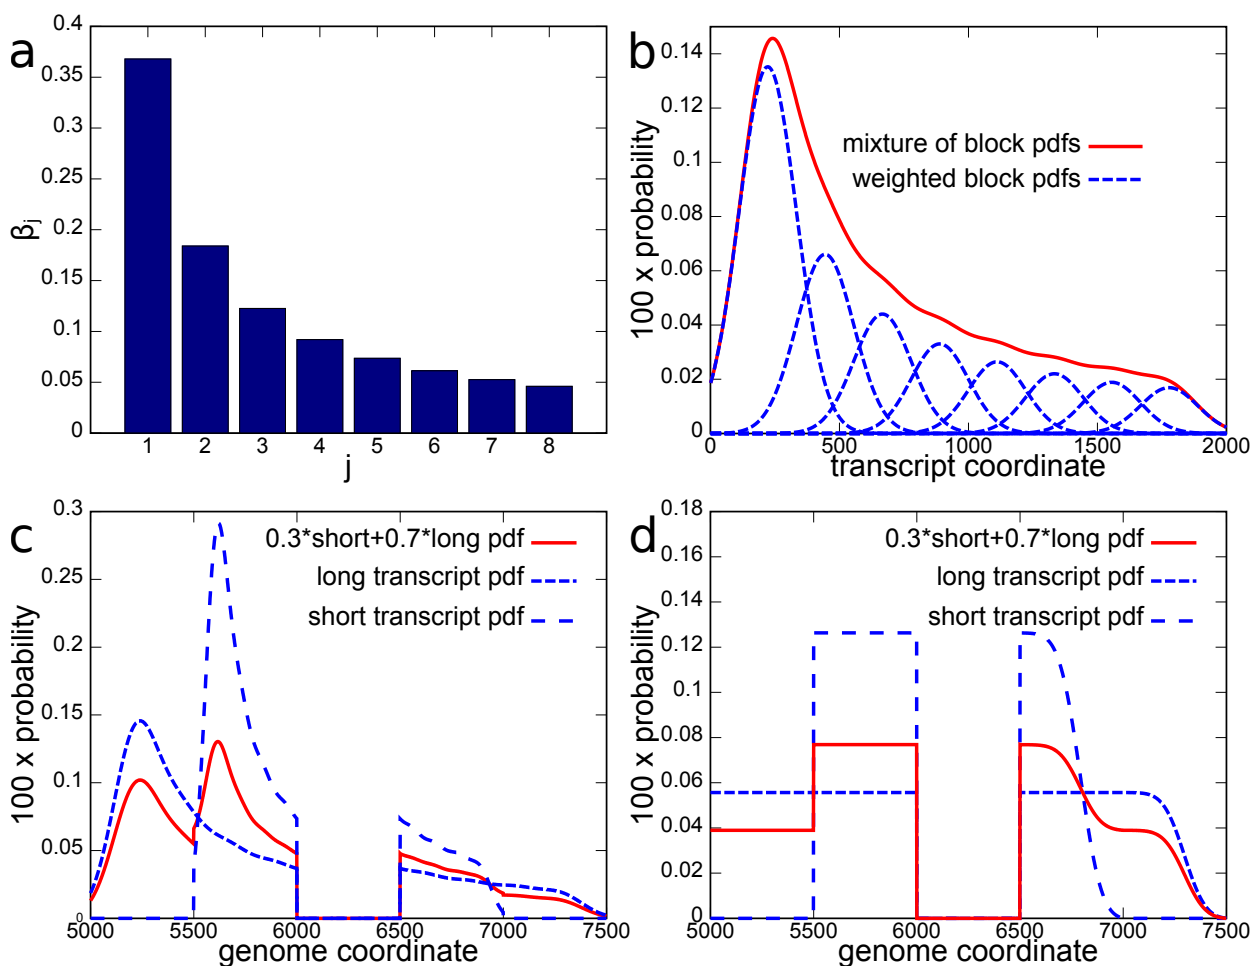 a
0.4
0.35
0.3
0.25
0.2
0.15
0.1
0.05
0
βj
1 2 3 4 5 6 7 8
j
b
0.14
0.12
0.1
0.08
0.06
0.04
0.02
0
100 x probability
mixture of block pdfs
weighted block pdfs
0 500 1000 1500 2000
transcript coordinate
c
0.3
0.25
0.2
0.15
0.1
0.05
0
100 x probability
0.3*short+0.7*long pdf
long transcript pdf
short transcript pdf
5000 5500 6000 6500 7000 7500
genome coordinate
d
0.18
0.16
0.14
0.12
0.1
0.08
0.06
0.04
0.02
0
100 x probability
0.3*short+0.7*long pdf
long transcript pdf
short transcript pdf
5000 5500 6000 6500 7000 7500
genome coordinate